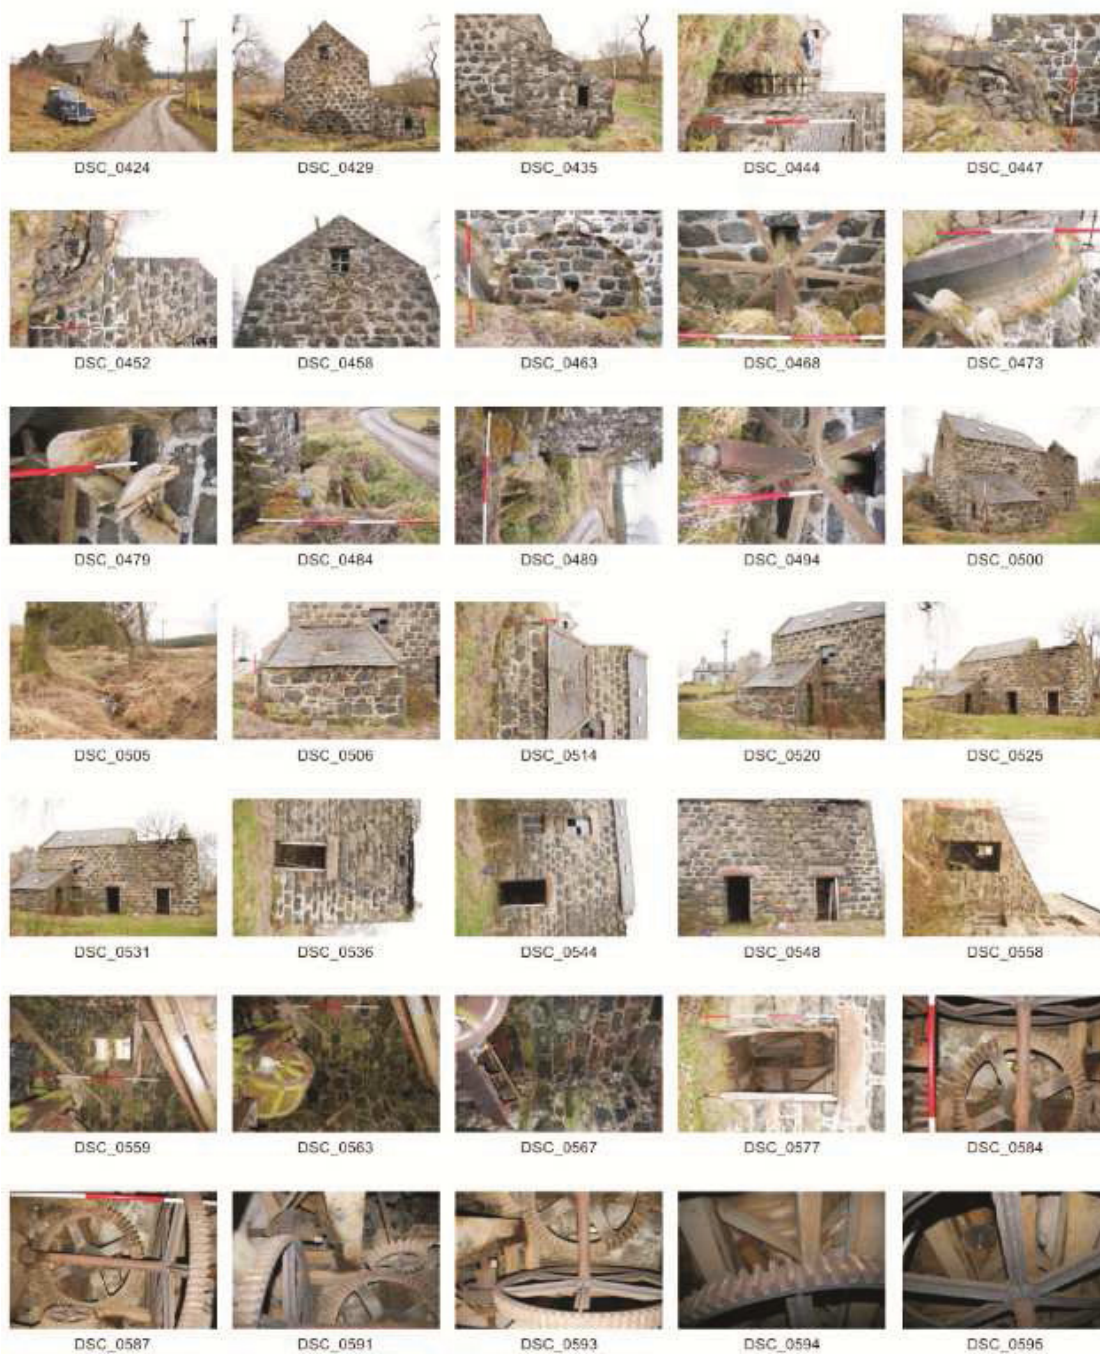 DSC_0424 DSC_0429 DSC_0435 DSC_0444 DSC_0447
DSC_0452 DSC_0458 DSC_0463 DSC_0468 DSC_0473
DSC_0479 DSC_0484 DSC_0489 DSC_0494 DSC_0500
DSC_0505 DSC_0506 DSC_0514 DSC_0520 DSC_0525
DSC_0531 DSC_0536 DSC_0544 DSC_0548 DSC_0558
DSC_0559 DSC_0563 DSC_0567 DSC_0577 DSC_0584
DSC_0587 DSC_0591 DSC_0593 DSC_0594 DSC_0595